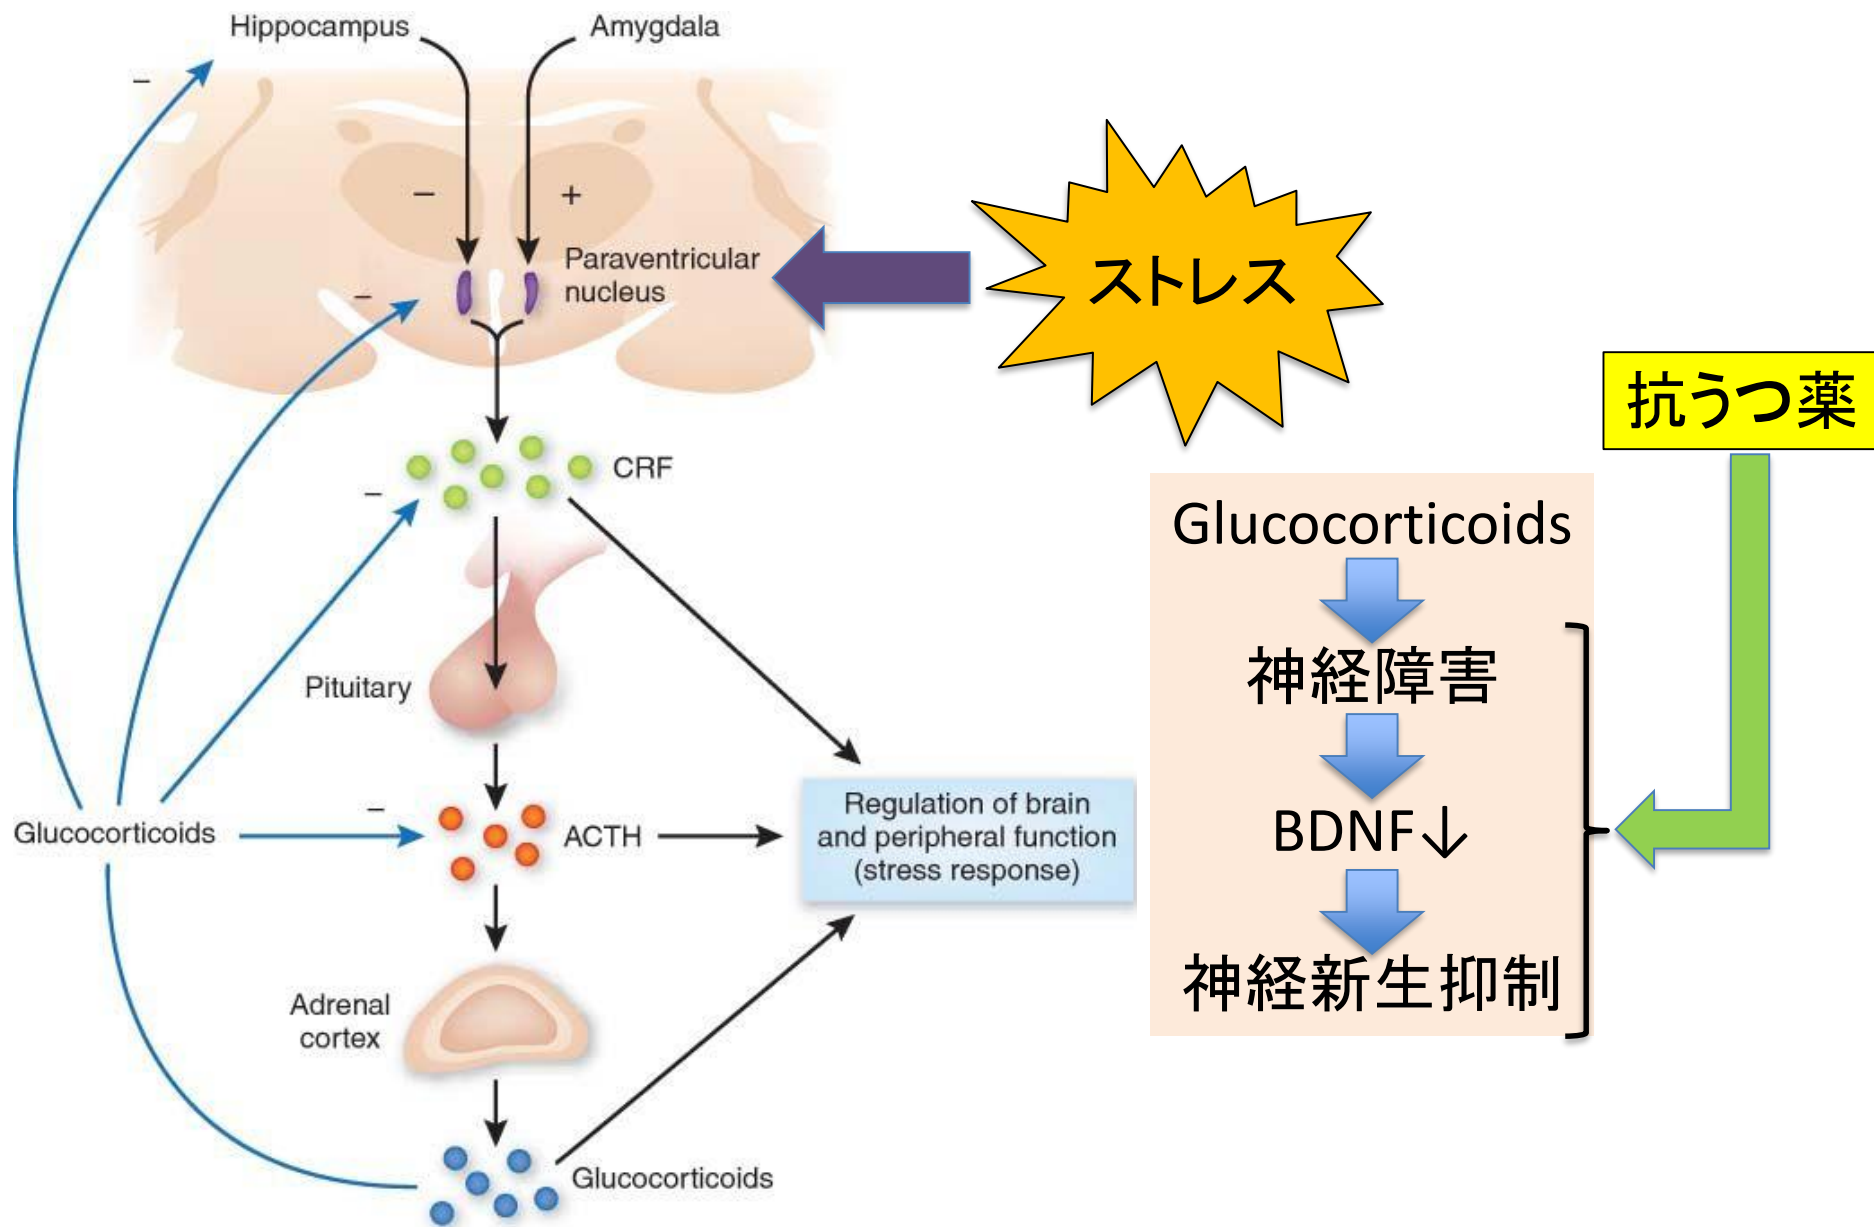 Hippocampus
Amygdala
–
–
+
Paraventricular
nucleus
–
ストレス
抗うつ薬
CRF
–
Pituitary
–
Glucocorticoids
ACTH
Regulation of brain
and peripheral function
(stress response)
Adrenal
cortex
Glucocorticoids
Glucocorticoids
神経障害
BDNF↓
神経新生抑制